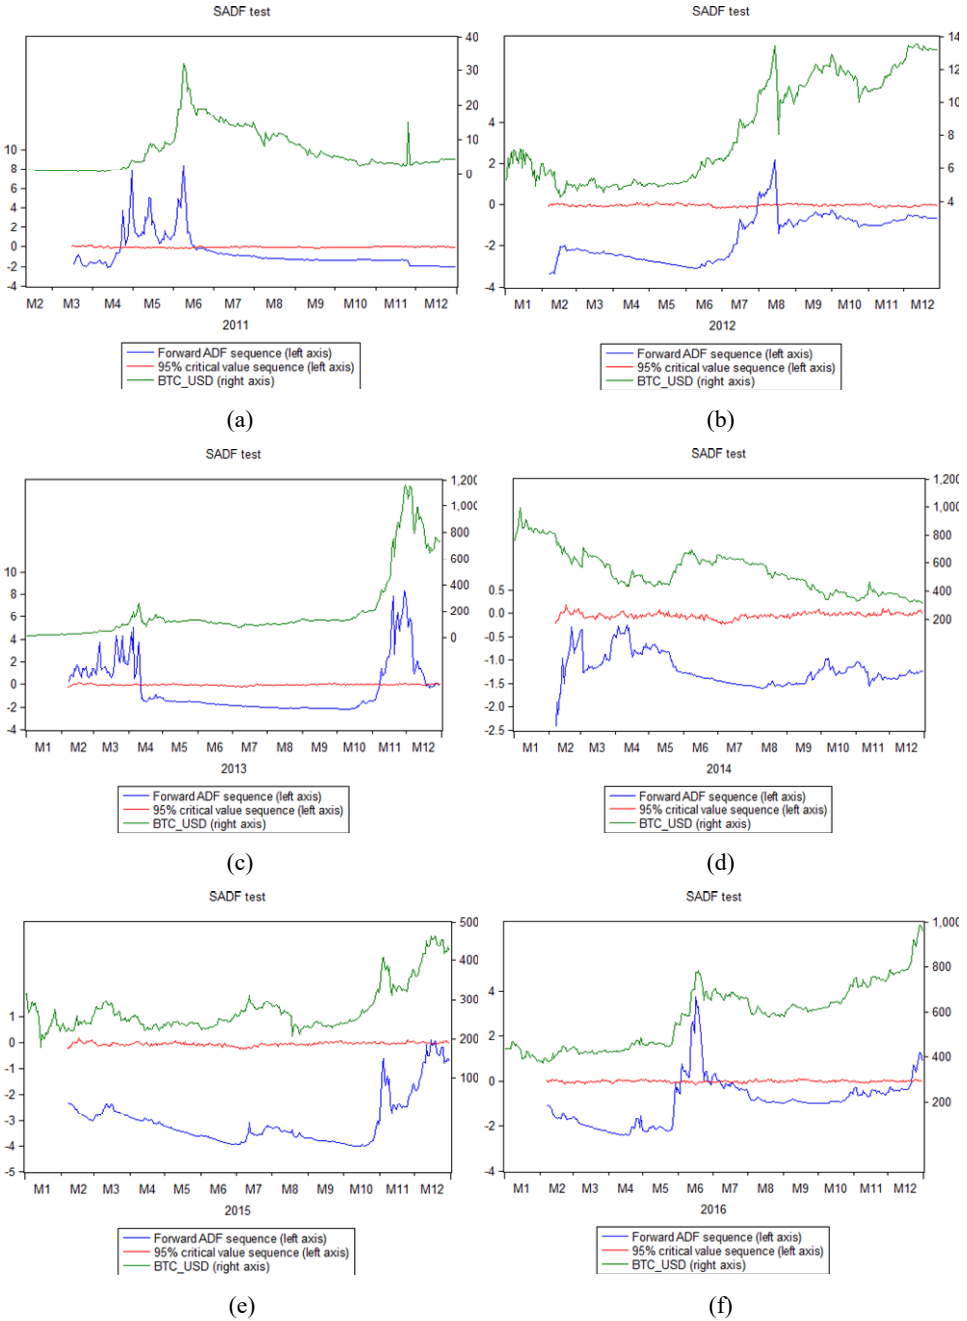 SADF test
40
30
20
10
0
10
8
6
4
2
0
-2
-4
M2 M3 M4 M5 M6 M7 M8 M9 M10 M11 M12
2011
Forward ADF sequence (left axis)
95% critical value sequence (left axis)
BTC_USD (right axis)
(a)
SADF test
14
12
10
8
6
4
4
2
0
-2
-4
M1 M2 M3 M4 M5 M6 M7 M8 M9 M10 M11 M12
2012
Forward ADF sequence (left axis)
95% critical value sequence (left axis)
BTC_USD (right axis)
(b)
SADF test
1,200
1,000
800
600
400
200
0
10
8
6
4
2
0
-2
-4
M1 M2 M3 M4 M5 M6 M7 M8 M9 M10 M11 M12
2013
Forward ADF sequence (left axis)
95% critical value sequence (left axis)
BTC_USD (right axis)
(c)
SADF test
1,200
1,000
800
600
400
200
0.5
0.0
-0.5
-1.0
-1.5
-2.0
-2.5
M1 M2 M3 M4 M5 M6 M7 M8 M9 M10 M11 M12
2014
Forward ADF sequence (left axis)
95% critical value sequence (left axis)
BTC_USD (right axis)
(d)
SADF test
500
400
300
200
100
1
0
-1
-2
-3
-4
-5
M1 M2 M3 M4 M5 M6 M7 M8 M9 M10 M11 M12
2015
Forward ADF sequence (left axis)
95% critical value sequence (left axis)
BTC_USD (right axis)
(e)
SADF test
1,000
800
600
400
200
4
2
0
-2
-4
M1 M2 M3 M4 M5 M6 M7 M8 M9 M10 M11 M12
2016
Forward ADF sequence (left axis)
95% critical value sequence (left axis)
BTC_USD (right axis)
(f)